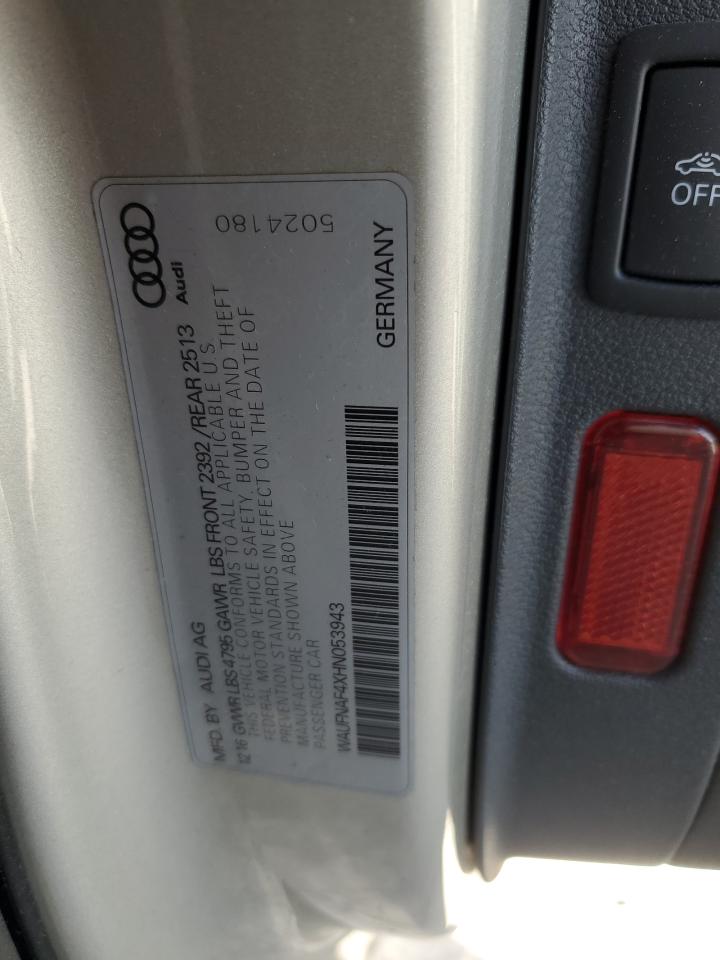 Audi
5024180
MFD. BY AUDI AG
12 16 GVWR LBS 4795 GAWR LBS FRONT 2392 / REAR 2513
THIS VEHICLE CONFORMS TO ALL APPLICABLE U.S.
FEDERAL MOTOR VEHICLE SAFETY, BUMPER AND THEFT
PREVENTION STANDARDS IN EFFECT ON THE DATE OF
MANUFACTURE SHOWN ABOVE
PASSENGER CAR
WAUFNAF4XHN053943
GERMANY
OFF